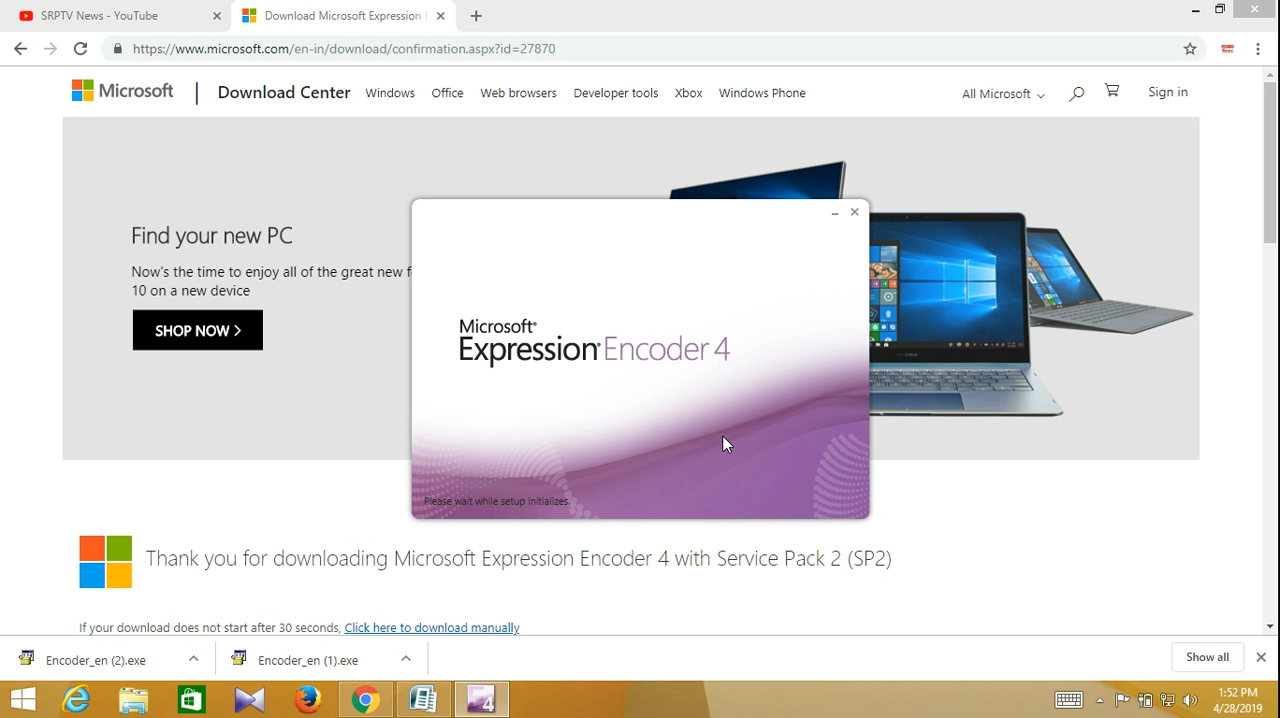 SRPTV News - YouTube
Download Microsoft Expression E
https://www.microsoft.com/en-in/download/confirmation.aspx?id=27870
Microsoft
Download Center
Windows
Office
Web browsers
Developer tools
Xbox
Windows Phone
All Microsoft
Sign in
Find your new PC
Now's the time to enjoy all of the great new f
10 on a new device
SHOP NOW >
Microsoft®
Expression® Encoder 4
Please wait while setup initializes.
Thank you for downloading Microsoft Expression Encoder 4 with Service Pack 2 (SP2)
If your download does not start after 30 seconds, Click here to download manually
Encoder_en (2).exe
Encoder_en (1).exe
Show all
4
1:52 PM
4/28/2019